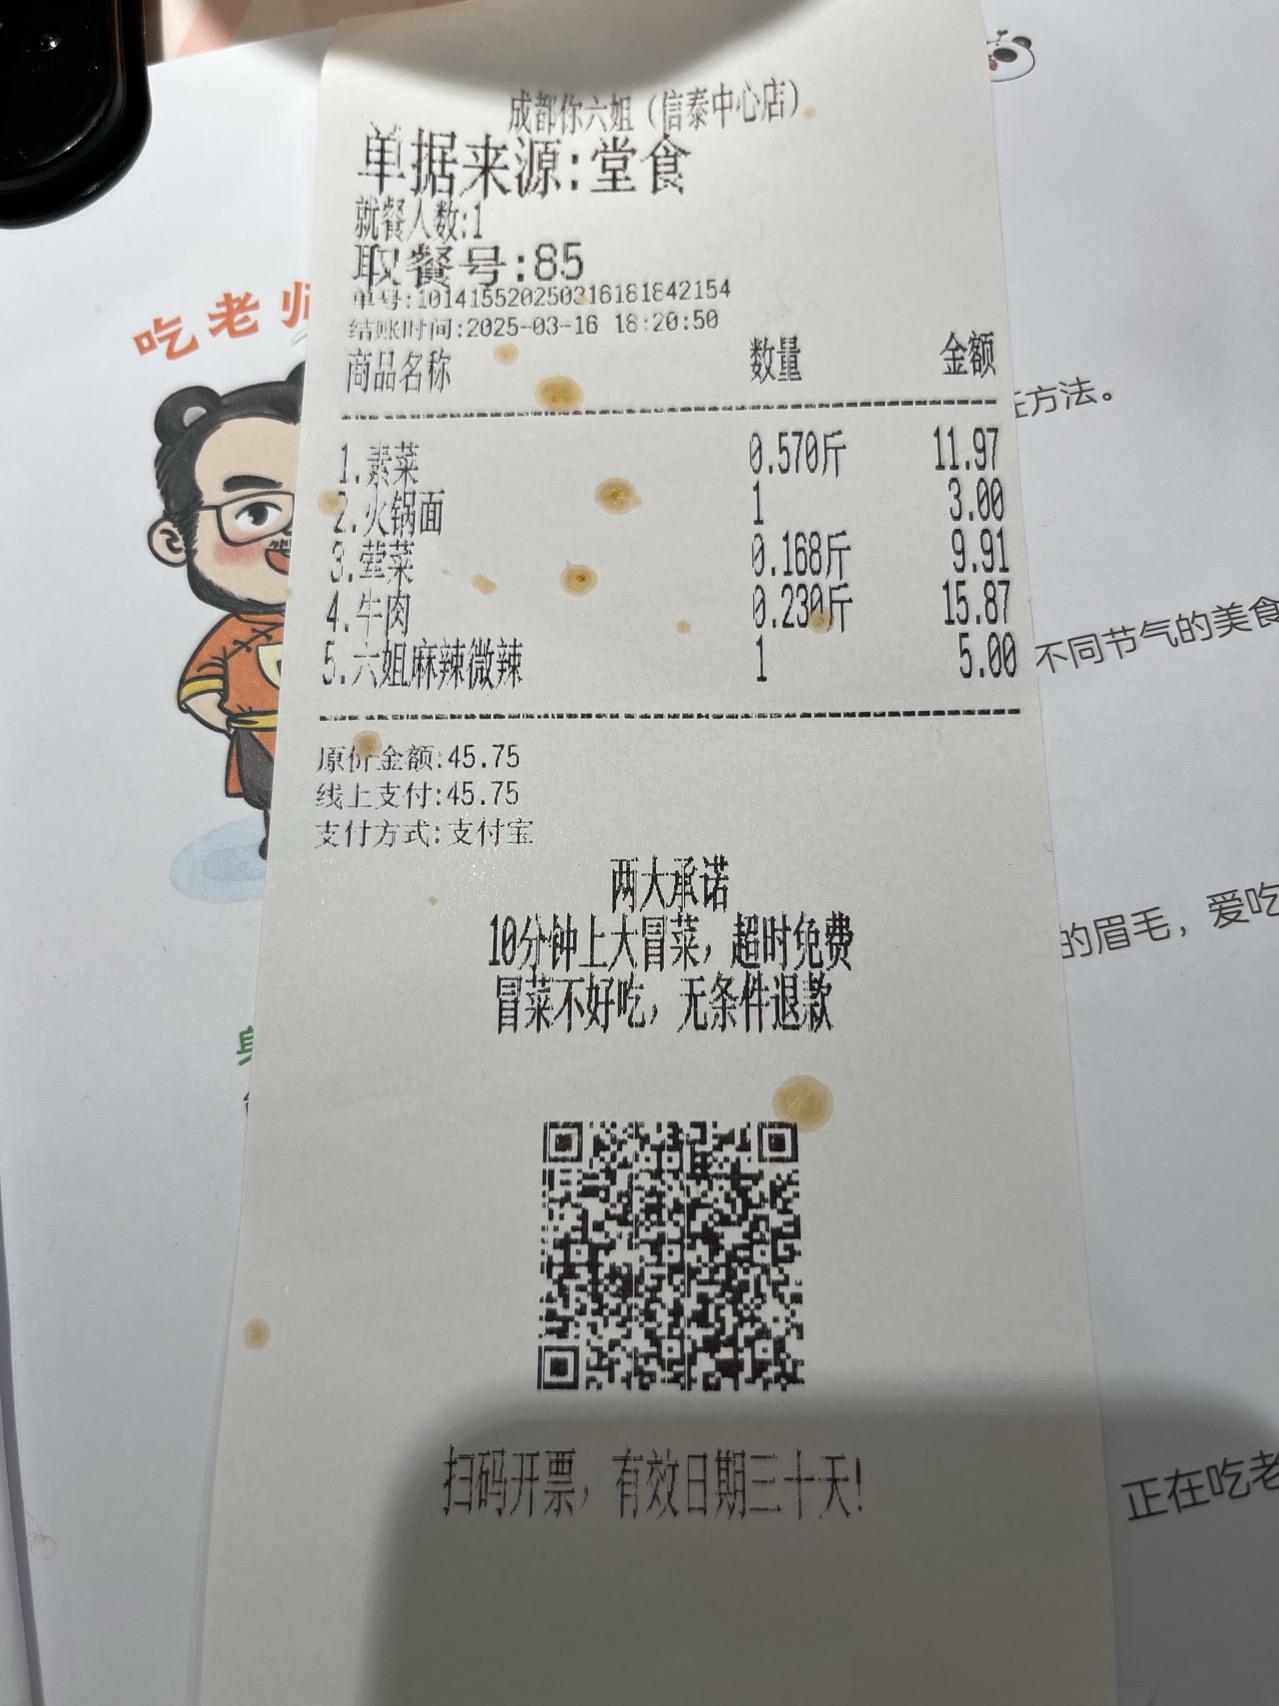 成都你六姐（信泰中心店）
单据来源:堂食
就餐人数:1
取餐号:85
单号:101415520250316181842154
结账时间:2025-03-16 18:20:50
商品名称 数量 金额
1.素菜 0.570斤 11.97
2.火锅面 1 3.00
3.荤菜 0.168斤 9.91
4.牛肉 0.230斤 15.87
5.六姐麻辣微辣 1 5.00
原价金额:45.75
线上支付:45.75
支付方式:支付宝
两大承诺
10分钟上大冒菜，超时免费
冒菜不好吃，无条件退款
扫码开票，有效日期三十天!
吃老师
方法。
不同节气的美食
的眉毛，爱吃
正在吃老